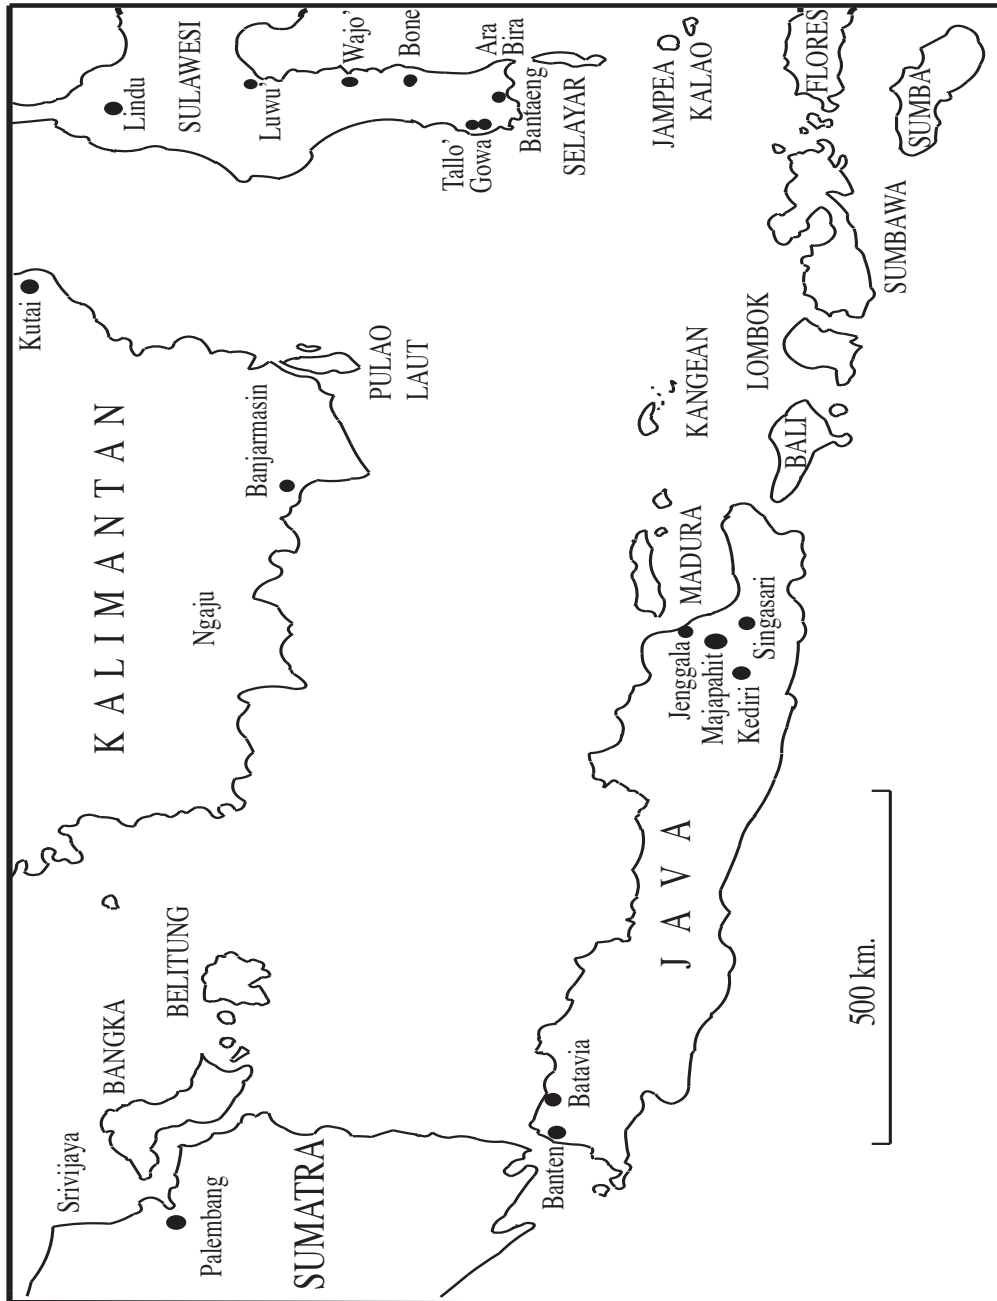 KALIMANTAN
Kutai
Banjarmasin
Ngaju
PULAO
LAUT
SULAWESI
Lindu
Luwu’
Wajo’
Bone
Ara
Bira
Bantaeng
Tallo’
Gowa
SELAYAR
JAMPEA
KALAO
FLORES
SUMBA
SUMBAWA
LOMBOK
BALI
KANGEAN
MADURA
Jenggala
Majapahit
Kediri
Singasari
JAVA
Batavia
Banten
SUMATRA
Palembang
Srivijaya
BANGKA
BELITUNG
500 km.